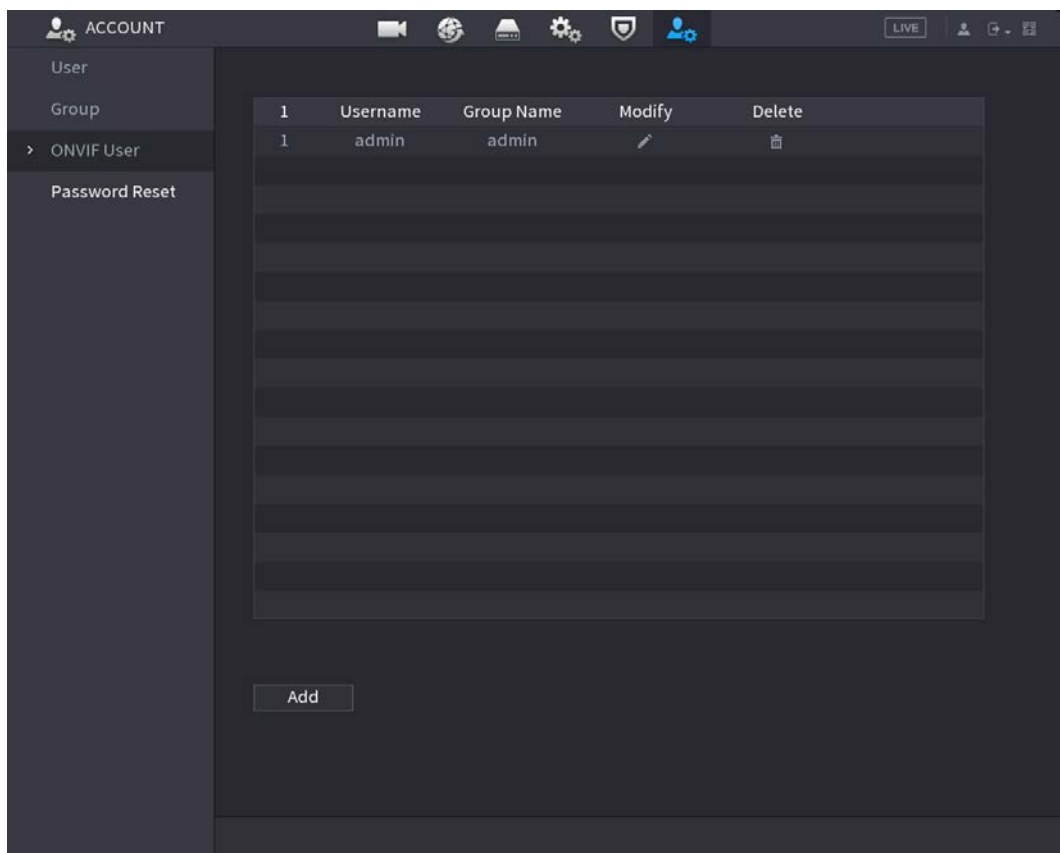 ACCOUNT LIVE
User
Group
1 Username Group Name Modify Delete
1 admin admin
ONVIF User
Password Reset
Add